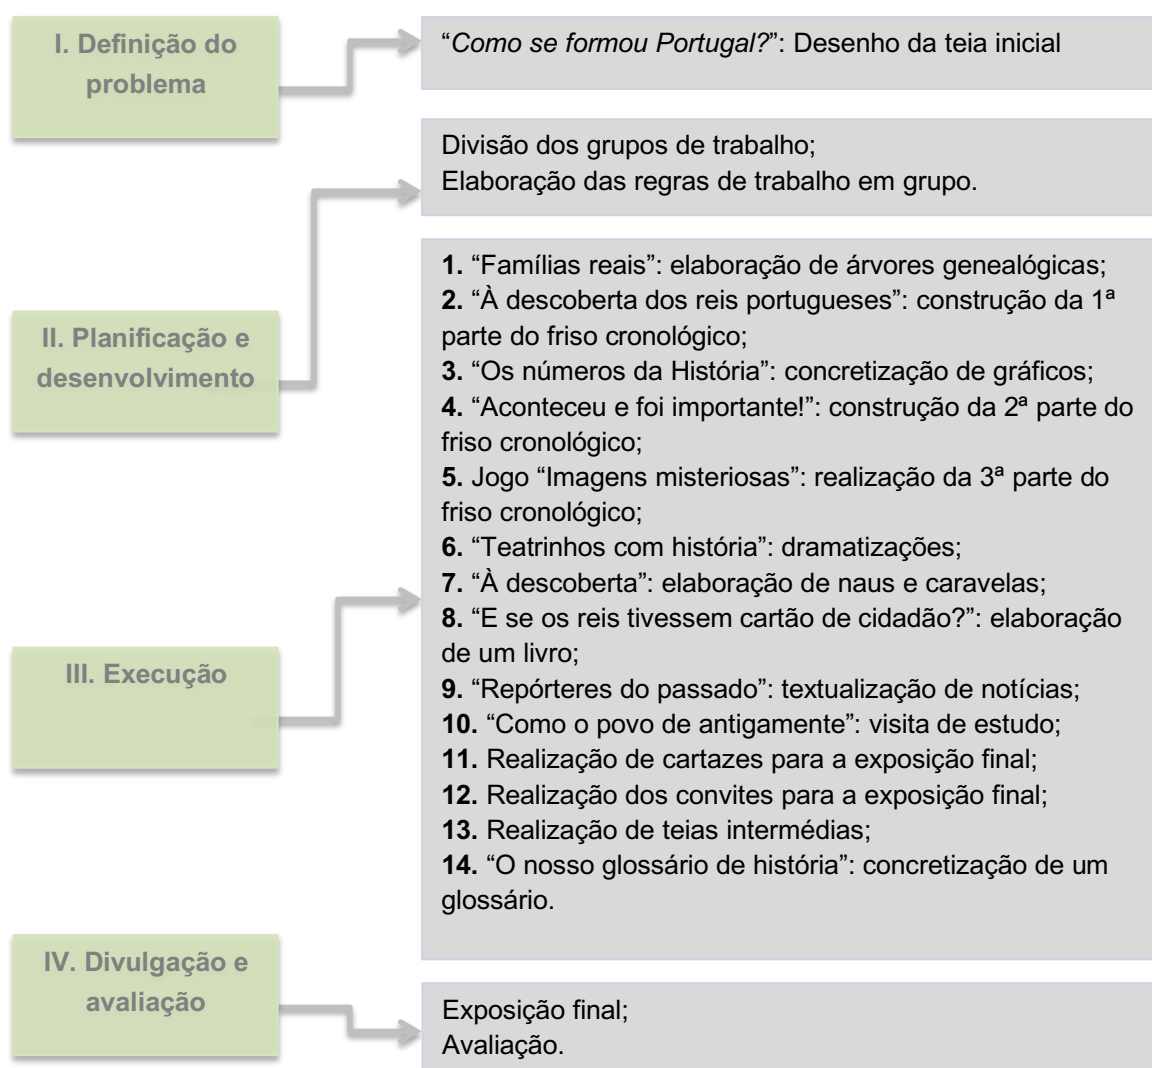 I. Definição do
problema
“Como se formou Portugal?”: Desenho da teia inicial
Divisão dos grupos de trabalho;
Elaboração das regras de trabalho em grupo.
II. Planificação e
desenvolvimento
1. “Famílias reais”: elaboração de árvores genealógicas;
2. “À descoberta dos reis portugueses”: construção da 1ª
parte do friso cronológico;
3. “Os números da História”: concretização de gráficos;
4. “Aconteceu e foi importante!”: construção da 2ª parte do
friso cronológico;
5. Jogo “Imagens misteriosas”: realização da 3ª parte do
friso cronológico;
6. “Teatrinhos com história”: dramatizações;
7. “À descoberta”: elaboração de naus e caravelas;
8. “E se os reis tivessem cartão de cidadão?”: elaboração
de um livro;
9. “Repórteres do passado”: textualização de notícias;
10. “Como o povo de antigamente”: visita de estudo;
11. Realização de cartazes para a exposição final;
12. Realização dos convites para a exposição final;
13. Realização de teias intermédias;
14. “O nosso glossário de história”: concretização de um
glossário.
III. Execução
IV. Divulgação e
avaliação
Exposição final;
Avaliação.